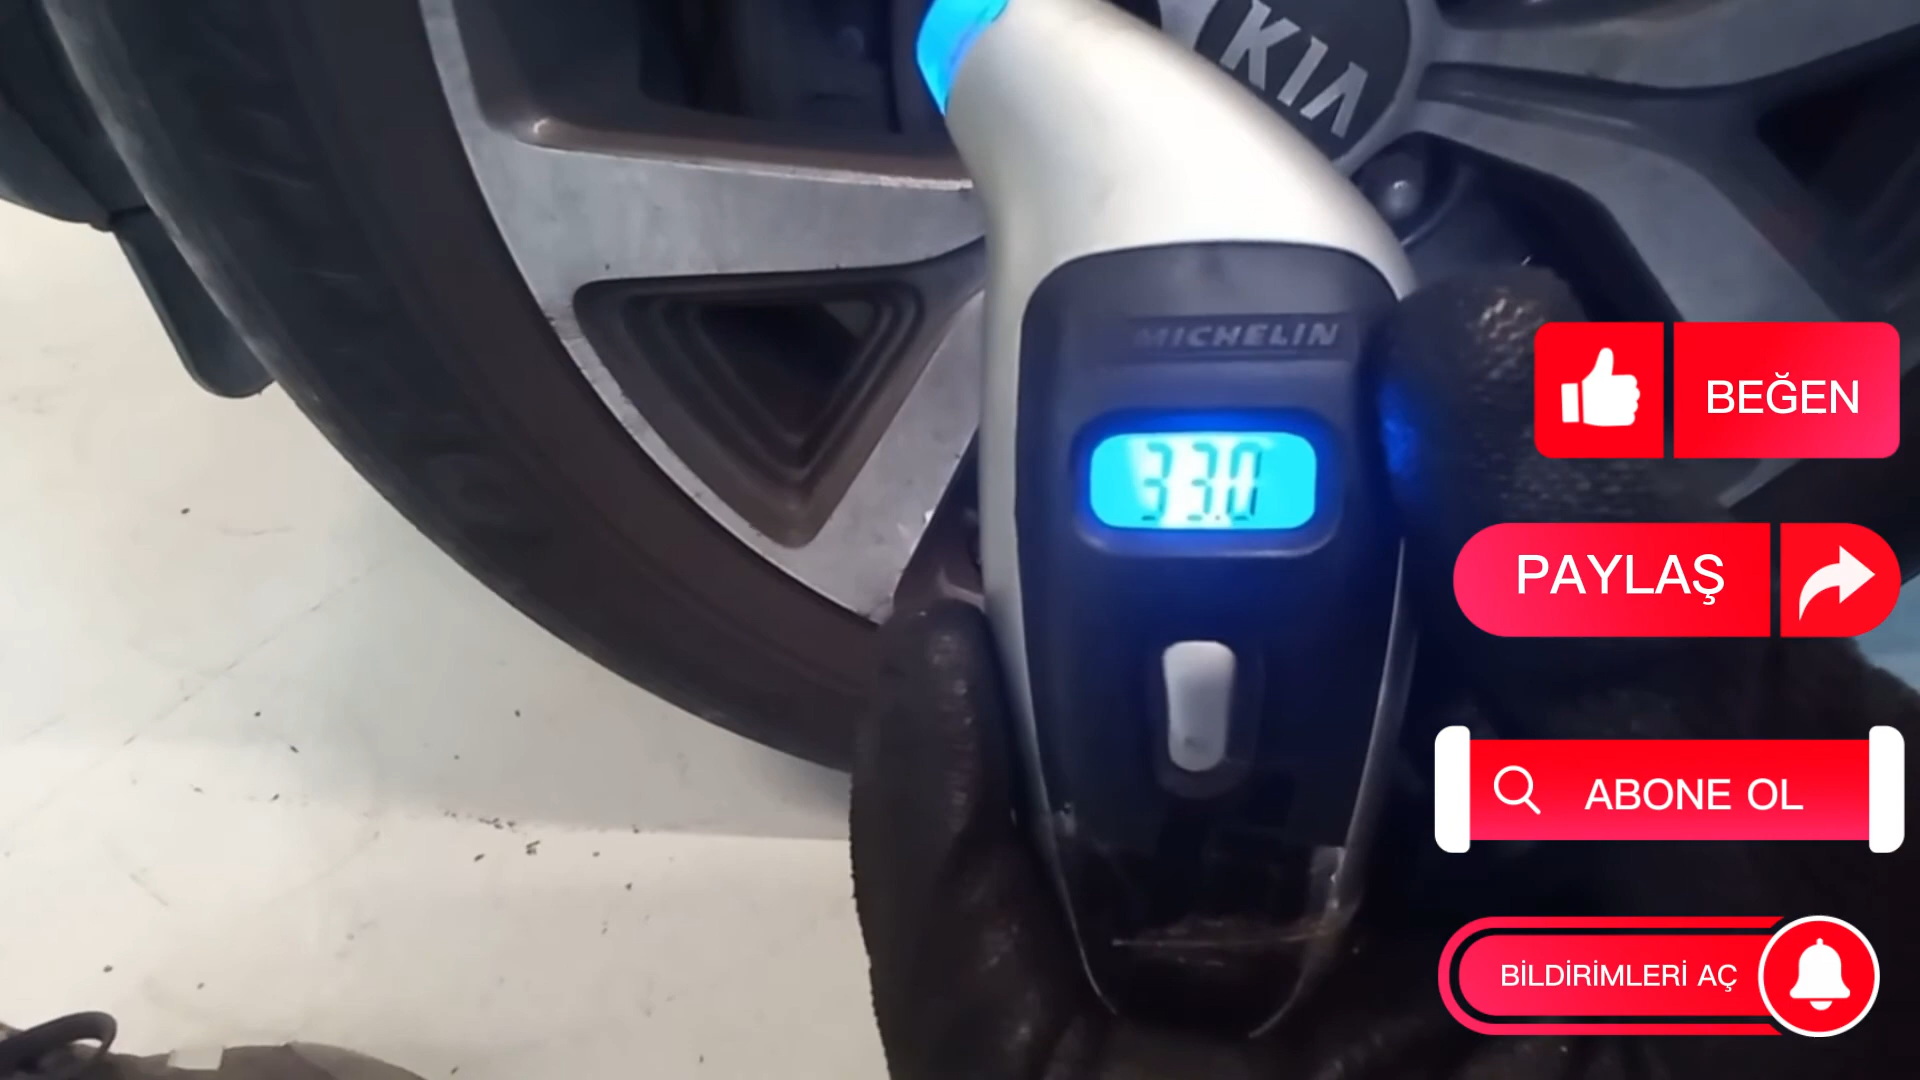 KIA
MICHELIN
33.0
BEĞEN
PAYLAŞ
ABONE OL
BİLDİRİMLERİ AÇ